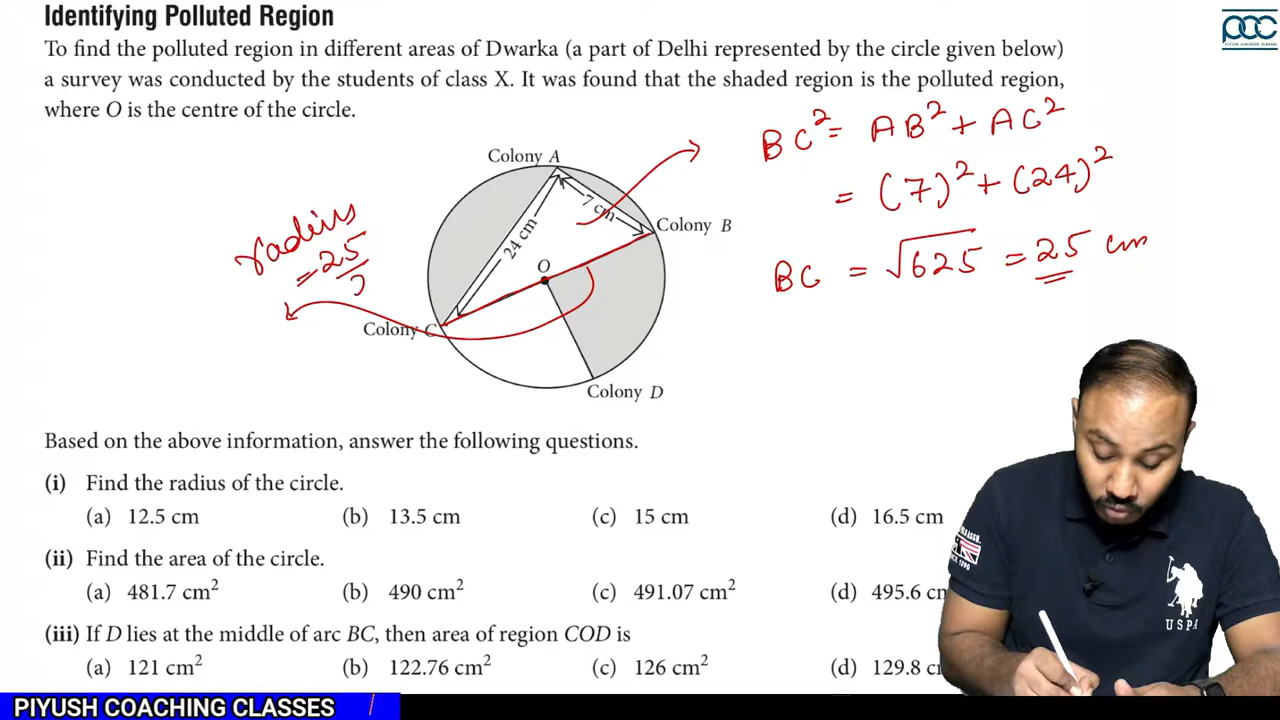 Identifying Polluted Region
PCC
To find the polluted region in different areas of Dwarka (a part of Delhi represented by the circle given below)
a survey was conducted by the students of class X. It was found that the shaded region is the polluted region,
where O is the centre of the circle.
BC² = AB² + AC²
= (7)² + (24)²
BC = √625 = 25 cm
radius
= 25
2
Colony A
7 cm
24 cm
Colony B
O
Colony C
Colony D
Based on the above information, answer the following questions.
(i) Find the radius of the circle.
(a) 12.5 cm (b) 13.5 cm (c) 15 cm (d) 16.5 cm
(ii) Find the area of the circle.
(a) 481.7 cm² (b) 490 cm² (c) 491.07 cm² (d) 495.6 cm
(iii) If D lies at the middle of arc BC, then area of region COD is
(a) 121 cm² (b) 122.76 cm² (c) 126 cm² (d) 129.8 c
USPA
PIYUSH COACHING CLASSES